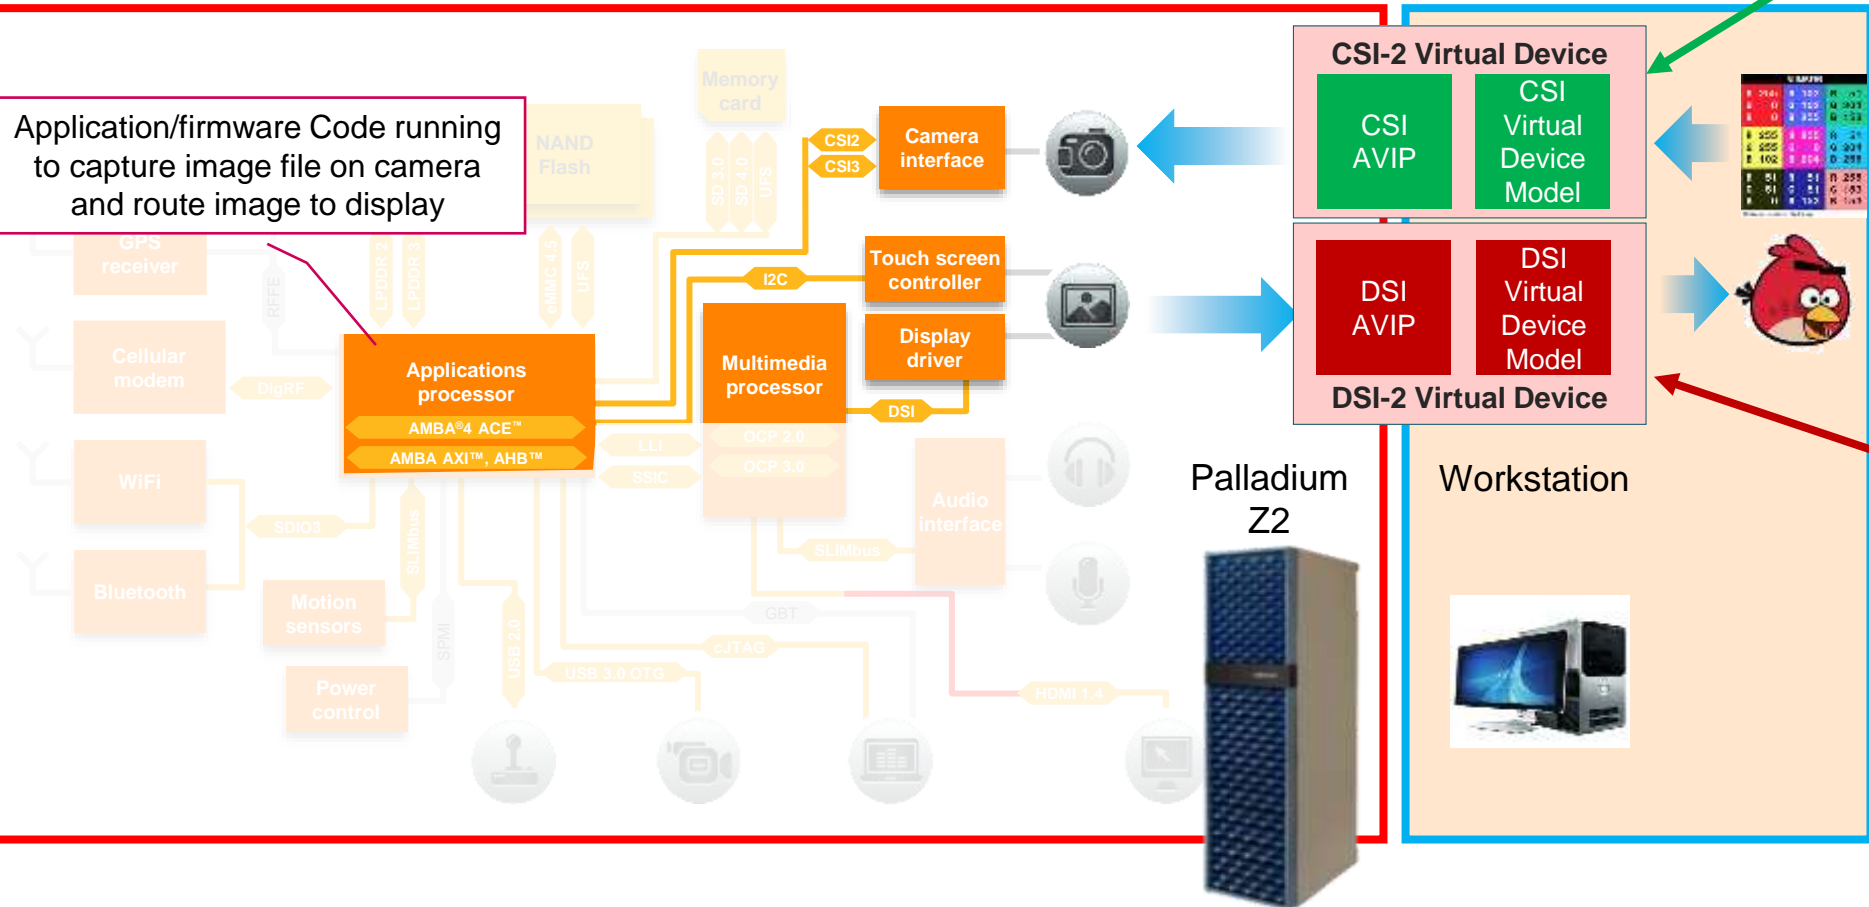 Application/firmware Code running
to capture image file on camera
and route image to display
Memory
card
NAND
Flash
SD 3.0
SD 4.0
UFS
CSI2
CSI3
Camera
interface
CSI-2 Virtual Device
CSI
AVIP
CSI
Virtual
Device
Model
GPS
receiver
RFFE
LPDDR 2
LPDDR 3
eMMC 4.5
UFS
I2C
Touch screen
controller
Display
driver
DSI
AVIP
DSI
Virtual
Device
Model
DSI-2 Virtual Device
Cellular
modem
DigRF
Applications
processor
AMBA®4 ACE™
AMBA AXI™, AHB™
Multimedia
processor
DSI
OCP 2.0
OCP 3.0
LLI
SSIC
WiFi
SDIO3
SLIMbus
Audio
interface
SLIMbus
Palladium
Z2
Workstation
Bluetooth
Motion
sensors
SPMI
USB 2.0
GBT
cJTAG
USB 3.0 OTG
HDMI 1.4
Power
control